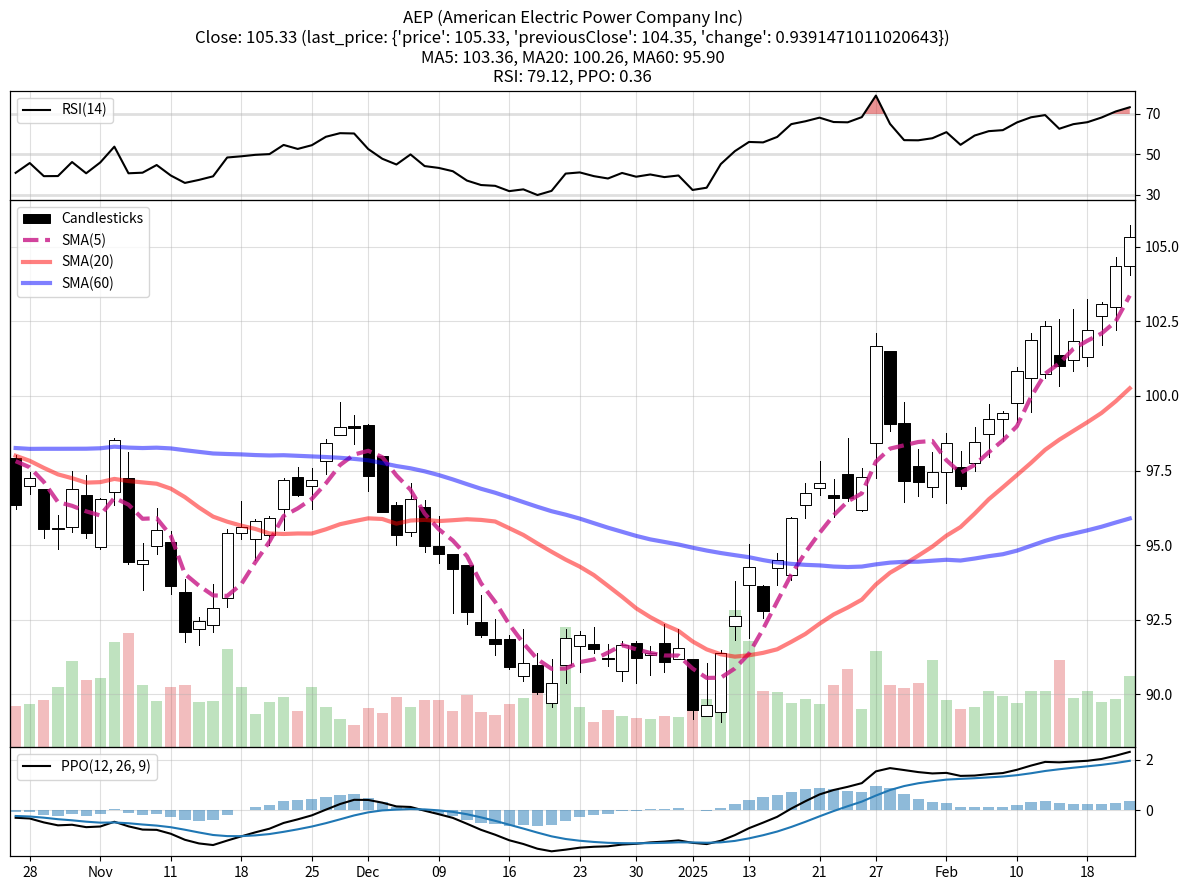 AEP (American Electric Power Company Inc)
Close: 105.33 (last_price: {'price': 105.33, 'previousClose': 104.35, 'change': 0.9391471011020643})
MA5: 103.36, MA20: 100.26, MA60: 95.90
RSI: 79.12, PPO: 0.36
RSI(14)
70
50
30
Candlesticks
SMA(5)
SMA(20)
SMA(60)
105.0
102.5
100.0
97.5
95.0
92.5
90.0
PPO(12, 26, 9)
2
0
28 Nov 11 18 25 Dec 09 16 23 30 2025 13 21 27 Feb 10 18